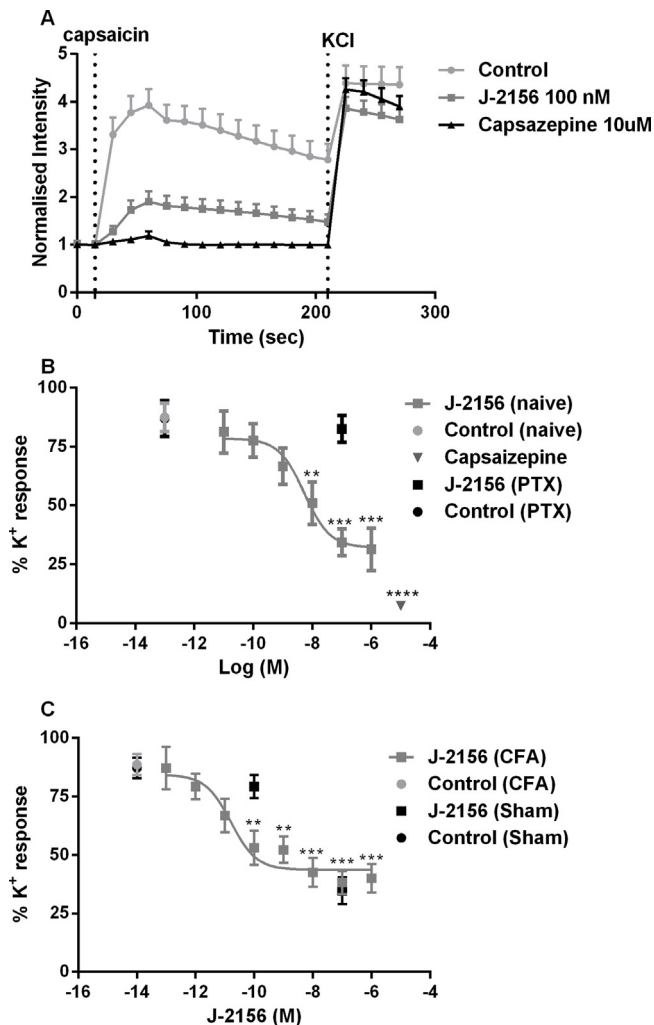 A
capsaicin
KCl
5
4
3
2
1
0
Normalised Intensity
0
100
200
300
Time (sec)
Control
J-2156 100 nM
Capsazepine 10uM
B
100
75
50
25
0
% K+ response
**
***
***
****
-16
-14
-12
-10
-8
-6
-4
Log (M)
J-2156 (naive)
Control (naive)
Capsaizepine
J-2156 (PTX)
Control (PTX)
C
100
75
50
25
0
% K+ response
**
**
***
***
***
-16
-14
-12
-10
-8
-6
-4
J-2156 (M)
J-2156 (CFA)
Control (CFA)
J-2156 (Sham)
Control (Sham)